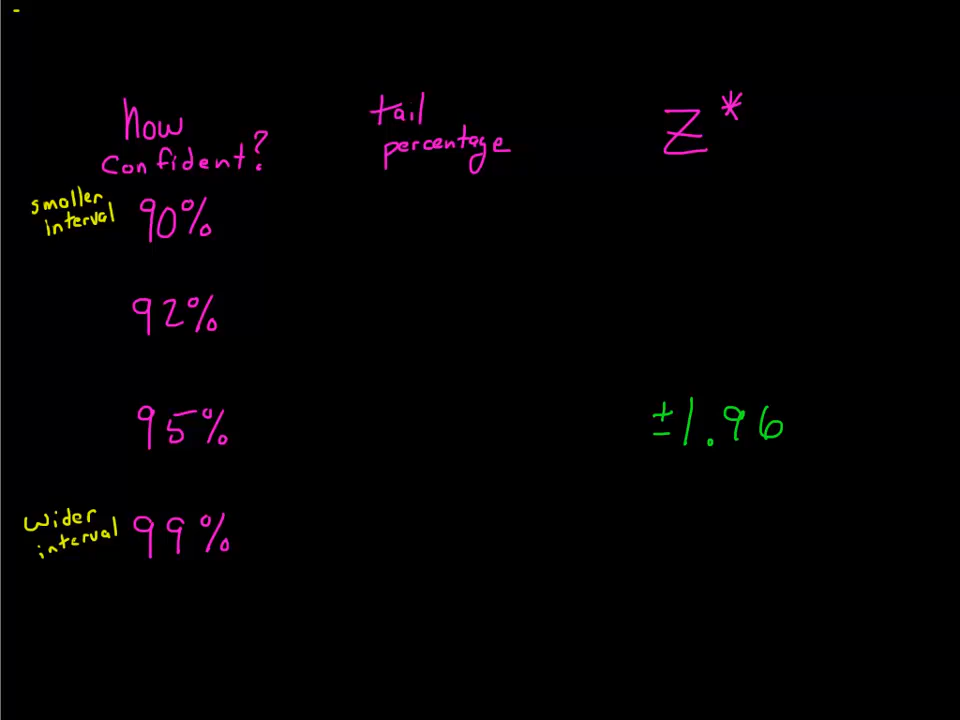 how confident?
tail percentage
Z*
smaller interval
90%
92%
95%
±1.96
wider interval
99%